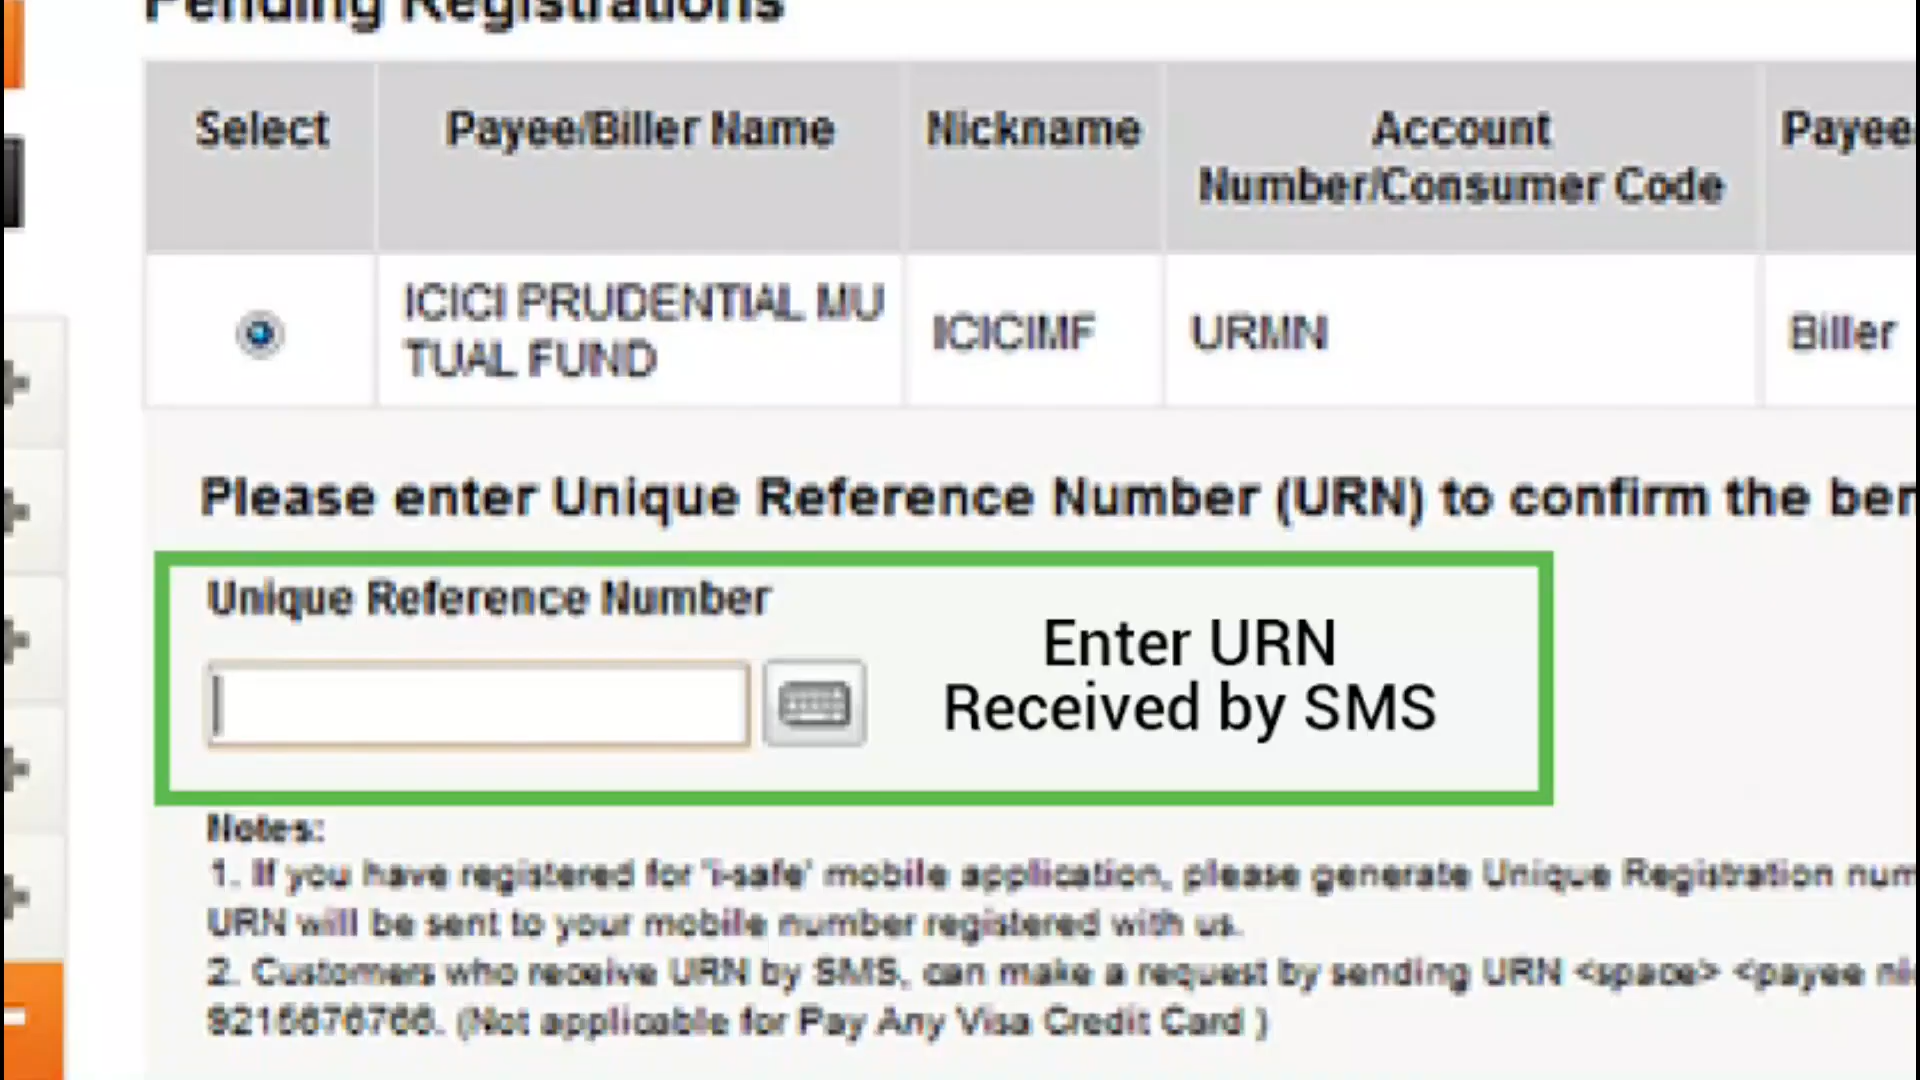 Pending Registrations
Select Payee/Biller Name Nickname Account Number/Consumer Code Payee
ICICI PRUDENTIAL MU
TUAL FUND
ICICIMF URMN Biller
Please enter Unique Reference Number (URN) to confirm the ben
Unique Reference Number
Enter URN
Received by SMS
Notes:
1. If you have registered for 'i-safe' mobile application, please generate Unique Registration num
URN will be sent to your mobile number registered with us.
2. Customers who receive URN by SMS, can make a request by sending URN <space> <payee ni
9215676766. (Not applicable for Pay Any Visa Credit Card )